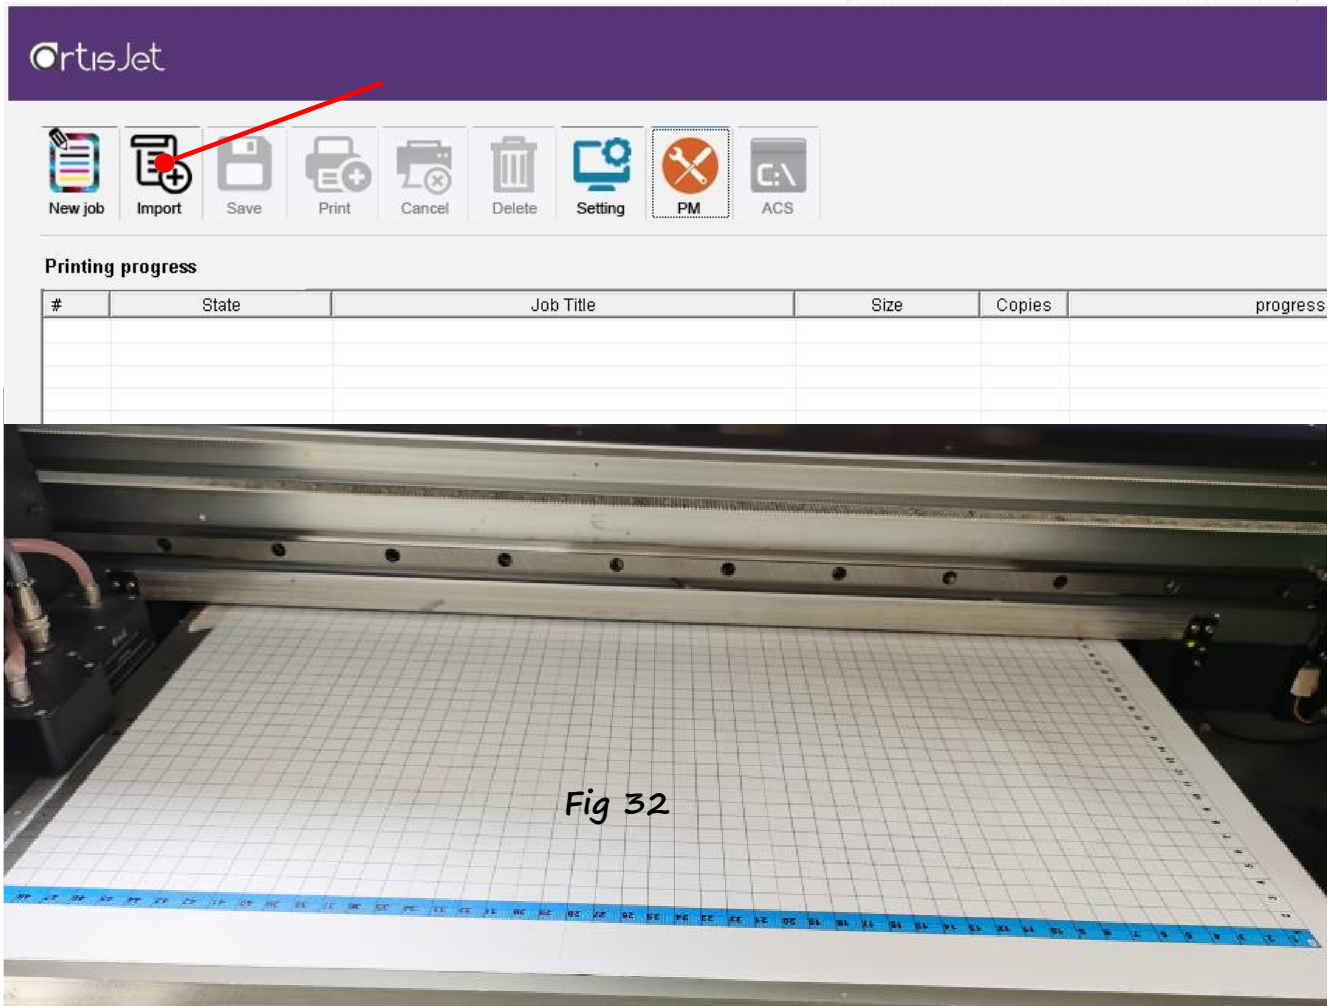 artisJet
New job Import Save Print Cancel Delete Setting PM ACS
C:\
Printing progress
# State Job Title Size Copies progress
Fig 32